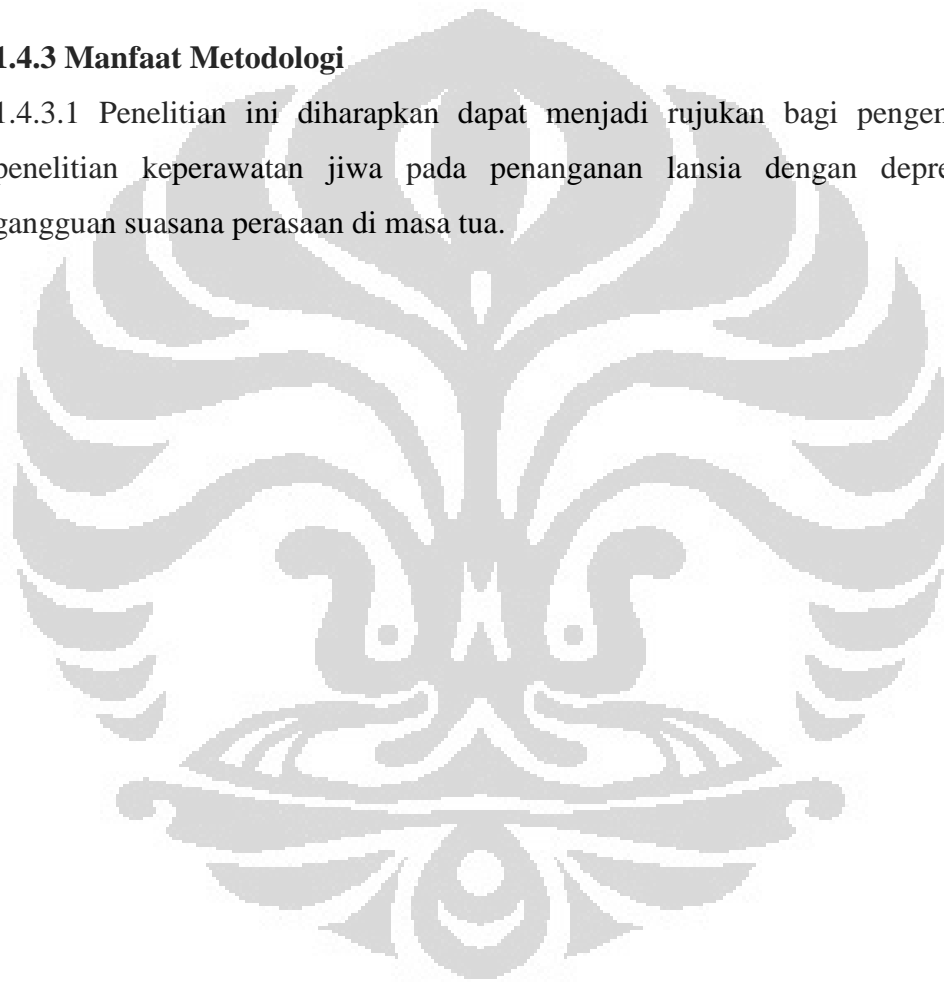 1.4.3 Manfaat Metodologi
1.4.3.1 Penelitian ini diharapkan dapat menjadi rujukan bagi
penelitian keperawatan jiwa pada penanganan lansia dengan
gangguan suasana perasaan di masa tua.